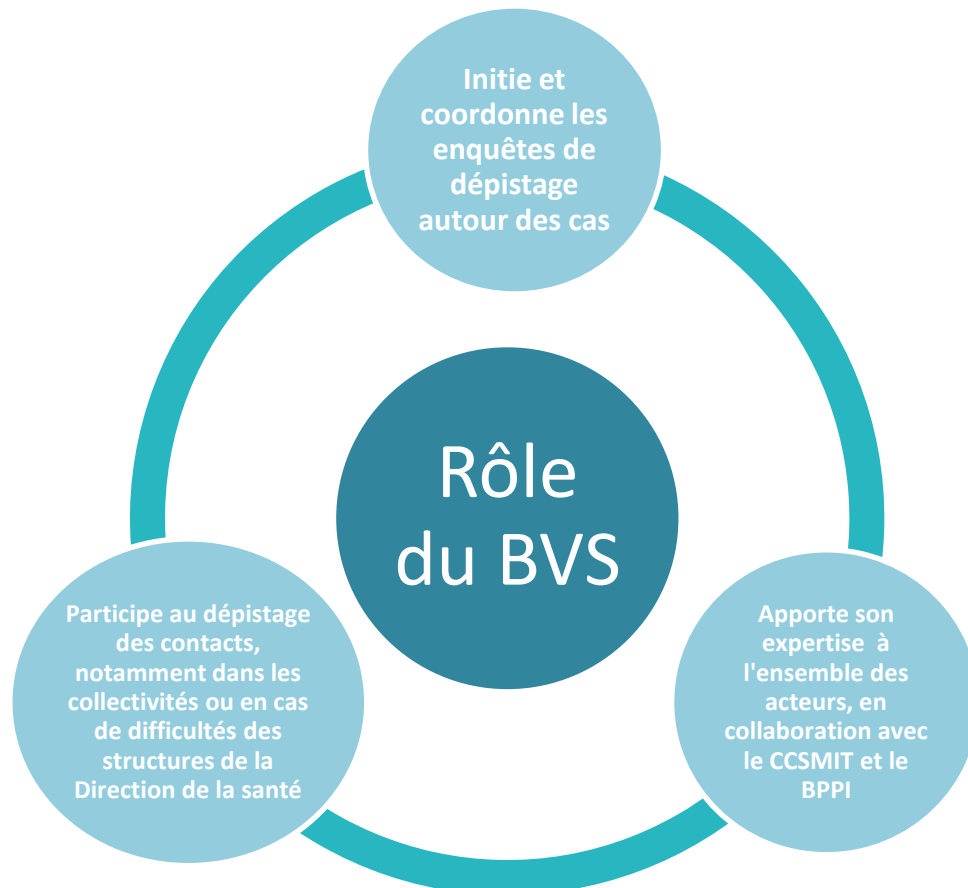 Initie et
coordonne les
enquêtes de
dépistage
autour des cas
Rôle
du BVS
Participe au dépistage
des contacts,
notamment dans les
collectivités ou en cas
de difficultés des
structures de la
Direction de la santé
Apporte son
expertise à
l'ensemble des
acteurs, en
collaboration avec
le CCSMIT et le
BPPI